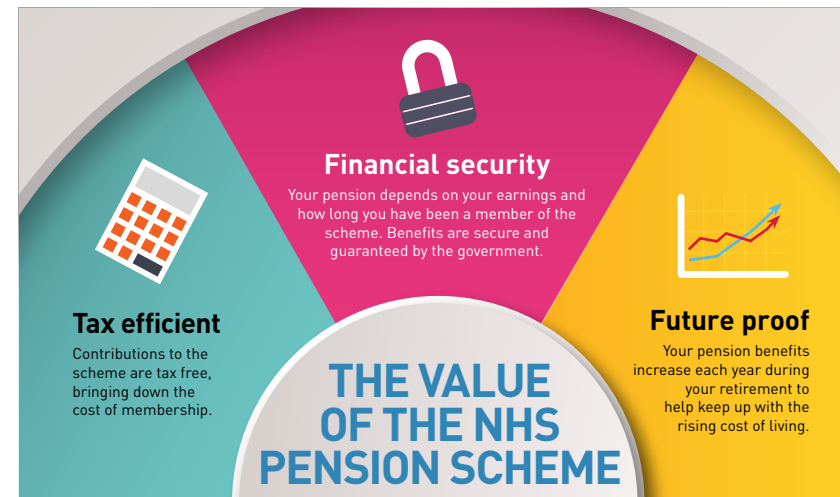 Financial security
Your pension depends on your earnings and
how long you have been a member of the
scheme. Benefits are secure and
guaranteed by the government.
Tax efficient
Contributions to the
scheme are tax free,
bringing down the
cost of membership.
Future proof
Your pension benefits
increase each year during
your retirement to
help keep up with the
rising cost of living.
THE VALUE
OF THE NHS
PENSION SCHEME